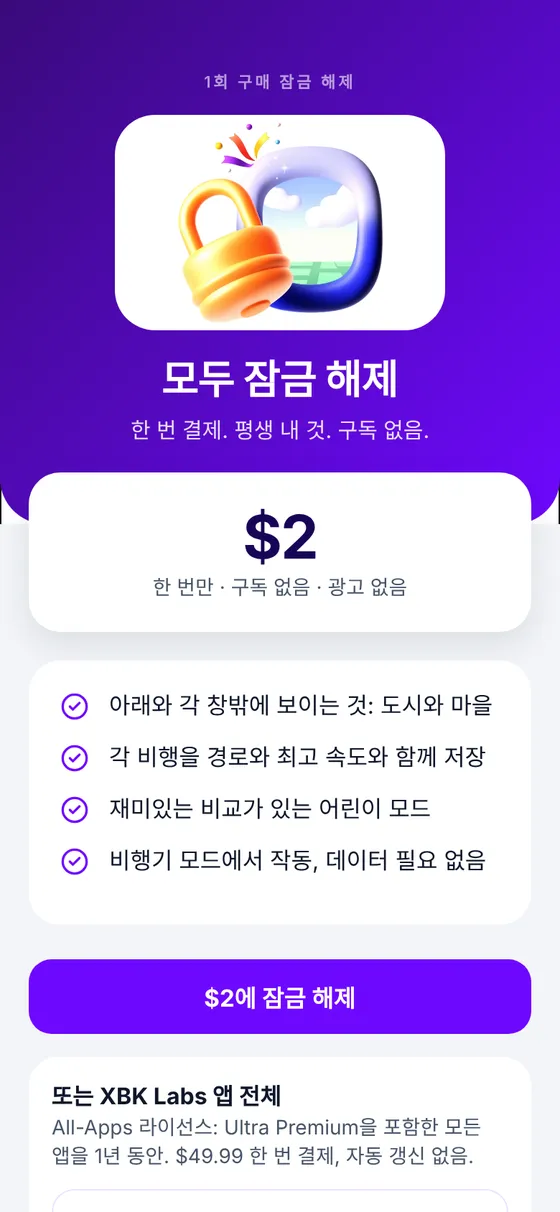 1회 구매 잠금 해제
모두 잠금 해제
한 번 결제. 평생 내 것. 구독 없음.
$2
한 번만 · 구독 없음 · 광고 없음
아래와 각 창밖에 보이는 것: 도시와 마을
각 비행을 경로와 최고 속도와 함께 저장
재미있는 비교가 있는 어린이 모드
비행기 모드에서 작동, 데이터 필요 없음
$2에 잠금 해제
또는 XBK Labs 앱 전체
All-Apps 라이선스: Ultra Premium을 포함한 모든
앱을 1년 동안. $49.99 한 번 결제, 자동 갱신 없음.